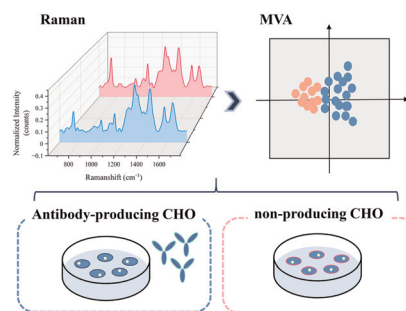 Raman
MVA
Normalized Intensity
(counts)
0.4
0.3
0.2
0.1
0
−0.1
800 1000 1200 1400 1600
Ramanshift (cm⁻¹)
Antibody-producing CHO
non-producing CHO